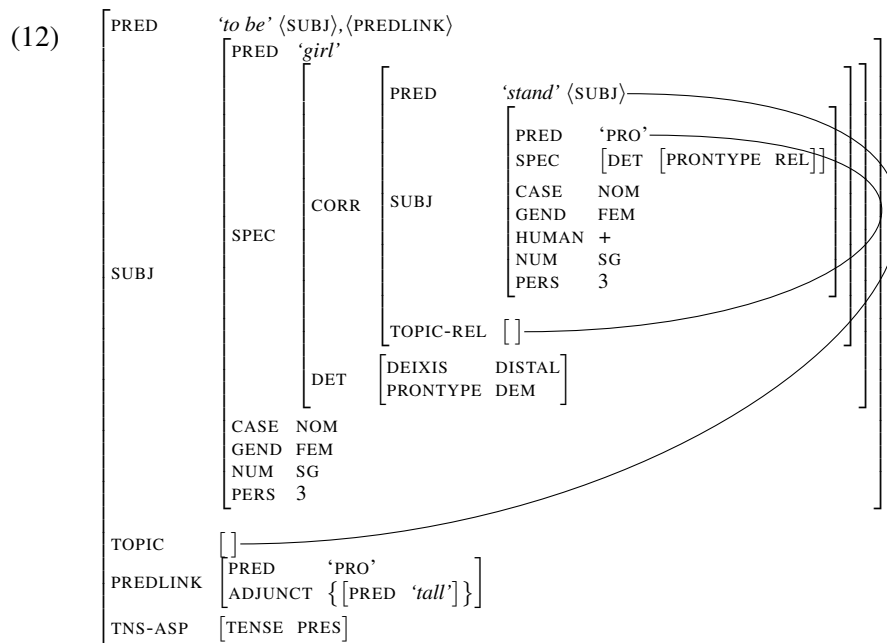 (12)
PRED ‘to be’ ⟨SUBJ⟩,⟨PREDLINK⟩
SUBJ
PRED ‘girl’
SPEC
CORR
PRED ‘stand’ ⟨SUBJ⟩
SUBJ
PRED ‘PRO’
SPEC [DET [PRONTYPE REL]]
CASE NOM
GEND FEM
HUMAN +
NUM SG
PERS 3
TOPIC-REL []
DET
DEIXIS DISTAL
PRONTYPE DEM
CASE NOM
GEND FEM
NUM SG
PERS 3
TOPIC []
PREDLINK
PRED ‘PRO’
ADJUNCT {[PRED ‘tall’]}
TNS-ASP [TENSE PRES]